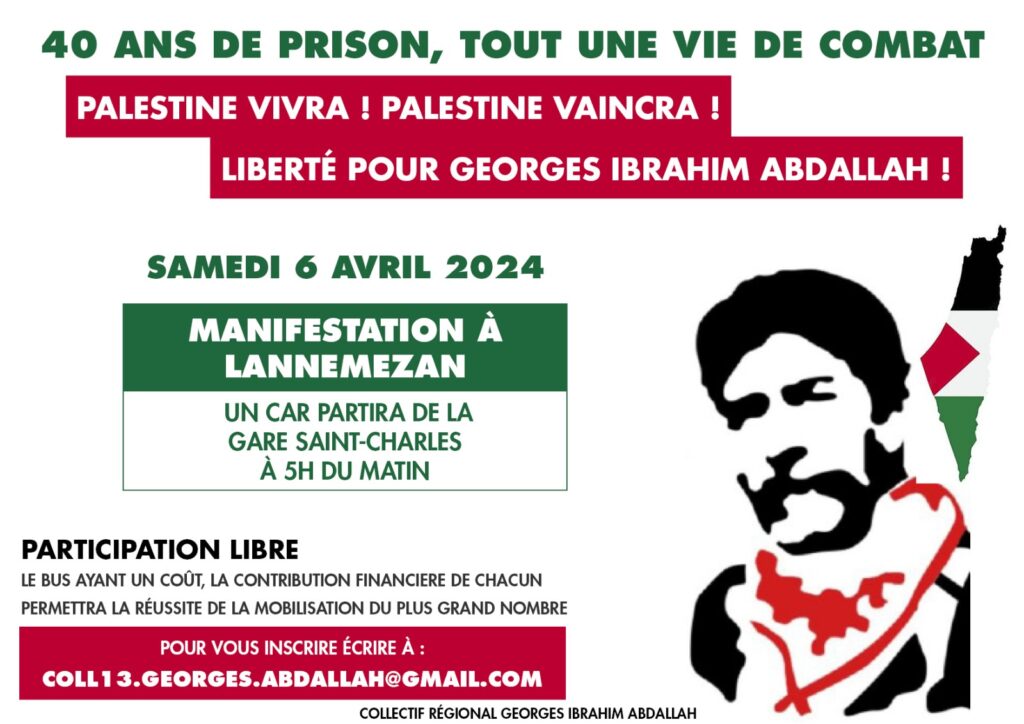 40 ANS DE PRISON, TOUT UNE VIE DE COMBAT
PALESTINE VIVRA ! PALESTINE VAINCRA !
LIBERTÉ POUR GEORGES IBRAHIM ABDALLAH !
SAMEDI 6 AVRIL 2024
MANIFESTATION À
LANNEMEZAN
UN CAR PARTIRA DE LA
GARE SAINT-CHARLES
À 5H DU MATIN
PARTICIPATION LIBRE
LE BUS AYANT UN COÛT, LA CONTRIBUTION FINANCIERE DE CHACUN
PERMETTRA LA RÉUSSITE DE LA MOBILISATION DU PLUS GRAND NOMBRE
POUR VOUS INSCRIRE ÉCRIRE À :
COLL13.GEORGES.ABDALLAH@GMAIL.COM
COLLECTIF RÉGIONAL GEORGES IBRAHIM ABDALLAH